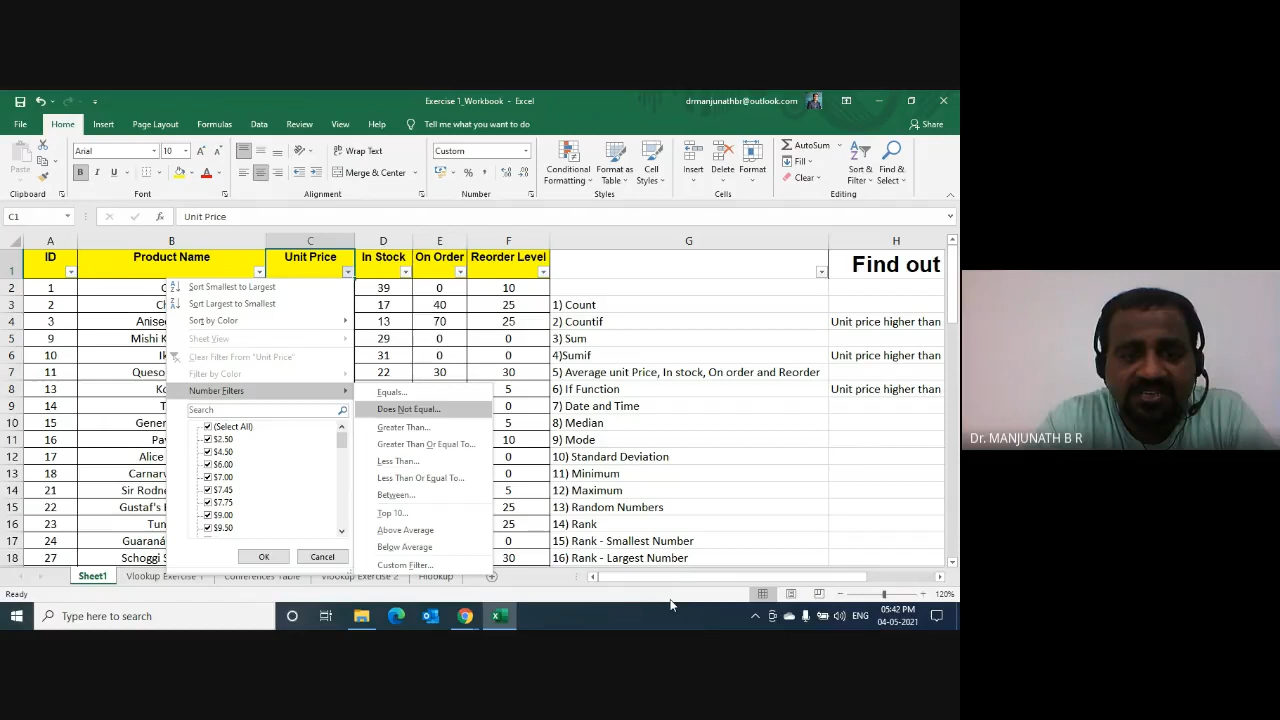 Exercise 1_Workbook - Excel
drmanjunathbr@outlook.com
File Home Insert Page Layout Formulas Data Review View Help Tell me what you want to do Share
Paste
Clipboard
Arial 10
B I U
Font
Wrap Text
Merge & Center
Alignment
Custom
Number
Conditional Formatting
Format as Table
Cell Styles
Styles
Insert Delete Format
Cells
AutoSum
Fill
Clear
Sort & Filter
Find & Select
Editing
C1 fx Unit Price
A B C D E F G H
1 ID Product Name Unit Price In Stock On Order Reorder Level Find out
2 1 39 0 10
3 2 17 40 25 1) Count
4 3 13 70 25 2) Countif Unit price higher than
5 9 Mishi 29 0 0 3) Sum
6 10 31 0 0 4)Sumif Unit price higher than
7 11 22 30 30 5) Average unit Price, In stock, On order and Reorder
8 13 5 6) If Function Unit price higher than
9 14 0 7) Date and Time
10 15 0 8) Median
11 16 10 9) Mode
12 17 Alice 0 10) Standard Deviation
13 18 0 11) Minimum
14 21 Sir 5 12) Maximum
15 22 Gustaf's 25 13) Random Numbers
16 23 25 14) Rank
17 24 0 15) Rank - Smallest Number
18 27 Schoggi 30 16) Rank - Largest Number
Sort Smallest to Largest
Sort Largest to Smallest
Sort by Color
Sheet View
Clear Filter From "Unit Price"
Filter by Color
Number Filters
Search
(Select All)
$2.50
$4.50
$6.00
$7.00
$7.45
$7.75
$9.00
$9.50
OK Cancel
Equals...
Does Not Equal...
Greater Than...
Greater Than Or Equal To...
Less Than...
Less Than Or Equal To...
Between...
Top 10...
Above Average
Below Average
Custom Filter...
Sheet1 Vlookup Exercise 1 Conferences Table Vlookup Exercise 2 Hlookup
Ready 120%
Type here to search
ENG
05:42 PM
04-05-2021
Dr. MANJUNATH B R